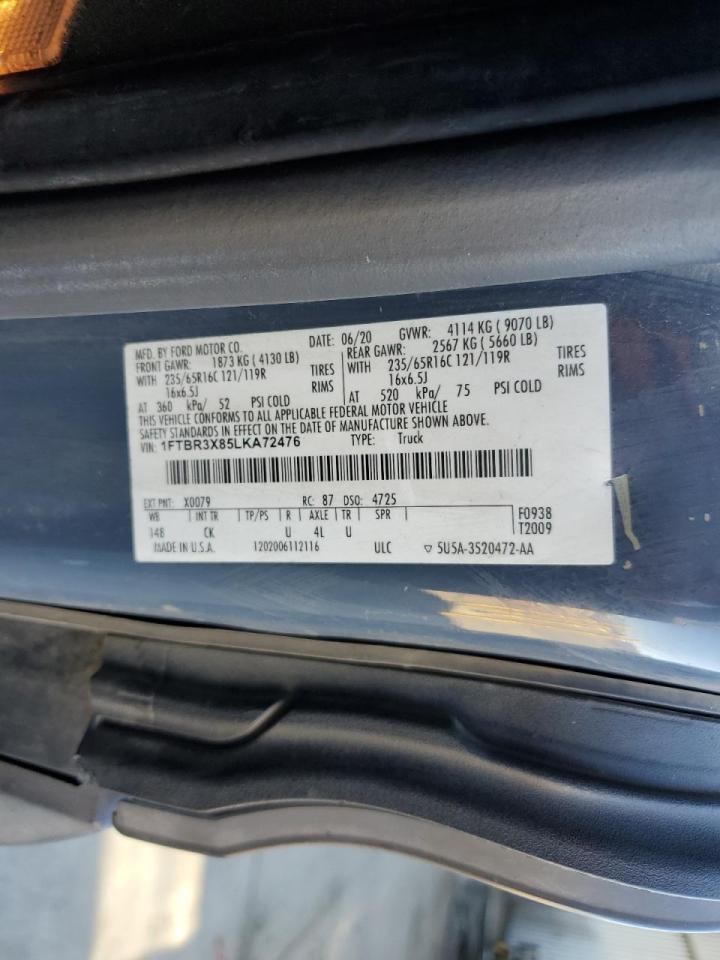 MFD. BY FORD MOTOR CO. DATE: 06/20 GVWR: 4114 KG ( 9070 LB)
FRONT GAWR: 1873 KG ( 4130 LB) REAR GAWR: 2567 KG ( 5660 LB)
WITH 235/65R16C 121/119R TIRES WITH 235/65R16C 121/119R TIRES
16x6.5J RIMS 16x6.5J RIMS
AT 360 kPa/ 52 PSI COLD AT 520 kPa/ 75 PSI COLD
THIS VEHICLE CONFORMS TO ALL APPLICABLE FEDERAL MOTOR VEHICLE
SAFETY STANDARDS IN EFFECT ON THE DATE OF MANUFACTURE SHOWN ABOVE.
VIN: 1FTBR3X85LKA72476 TYPE: Truck
EXT PNT: X0079 RC: 87 DSO: 4725
WB INT TR TP/PS R AXLE TR SPR F0938
148 CK U 4L U T2009
MADE IN U.S.A. 1202006112116 ULC ▽ 5U5A-3520472-AA